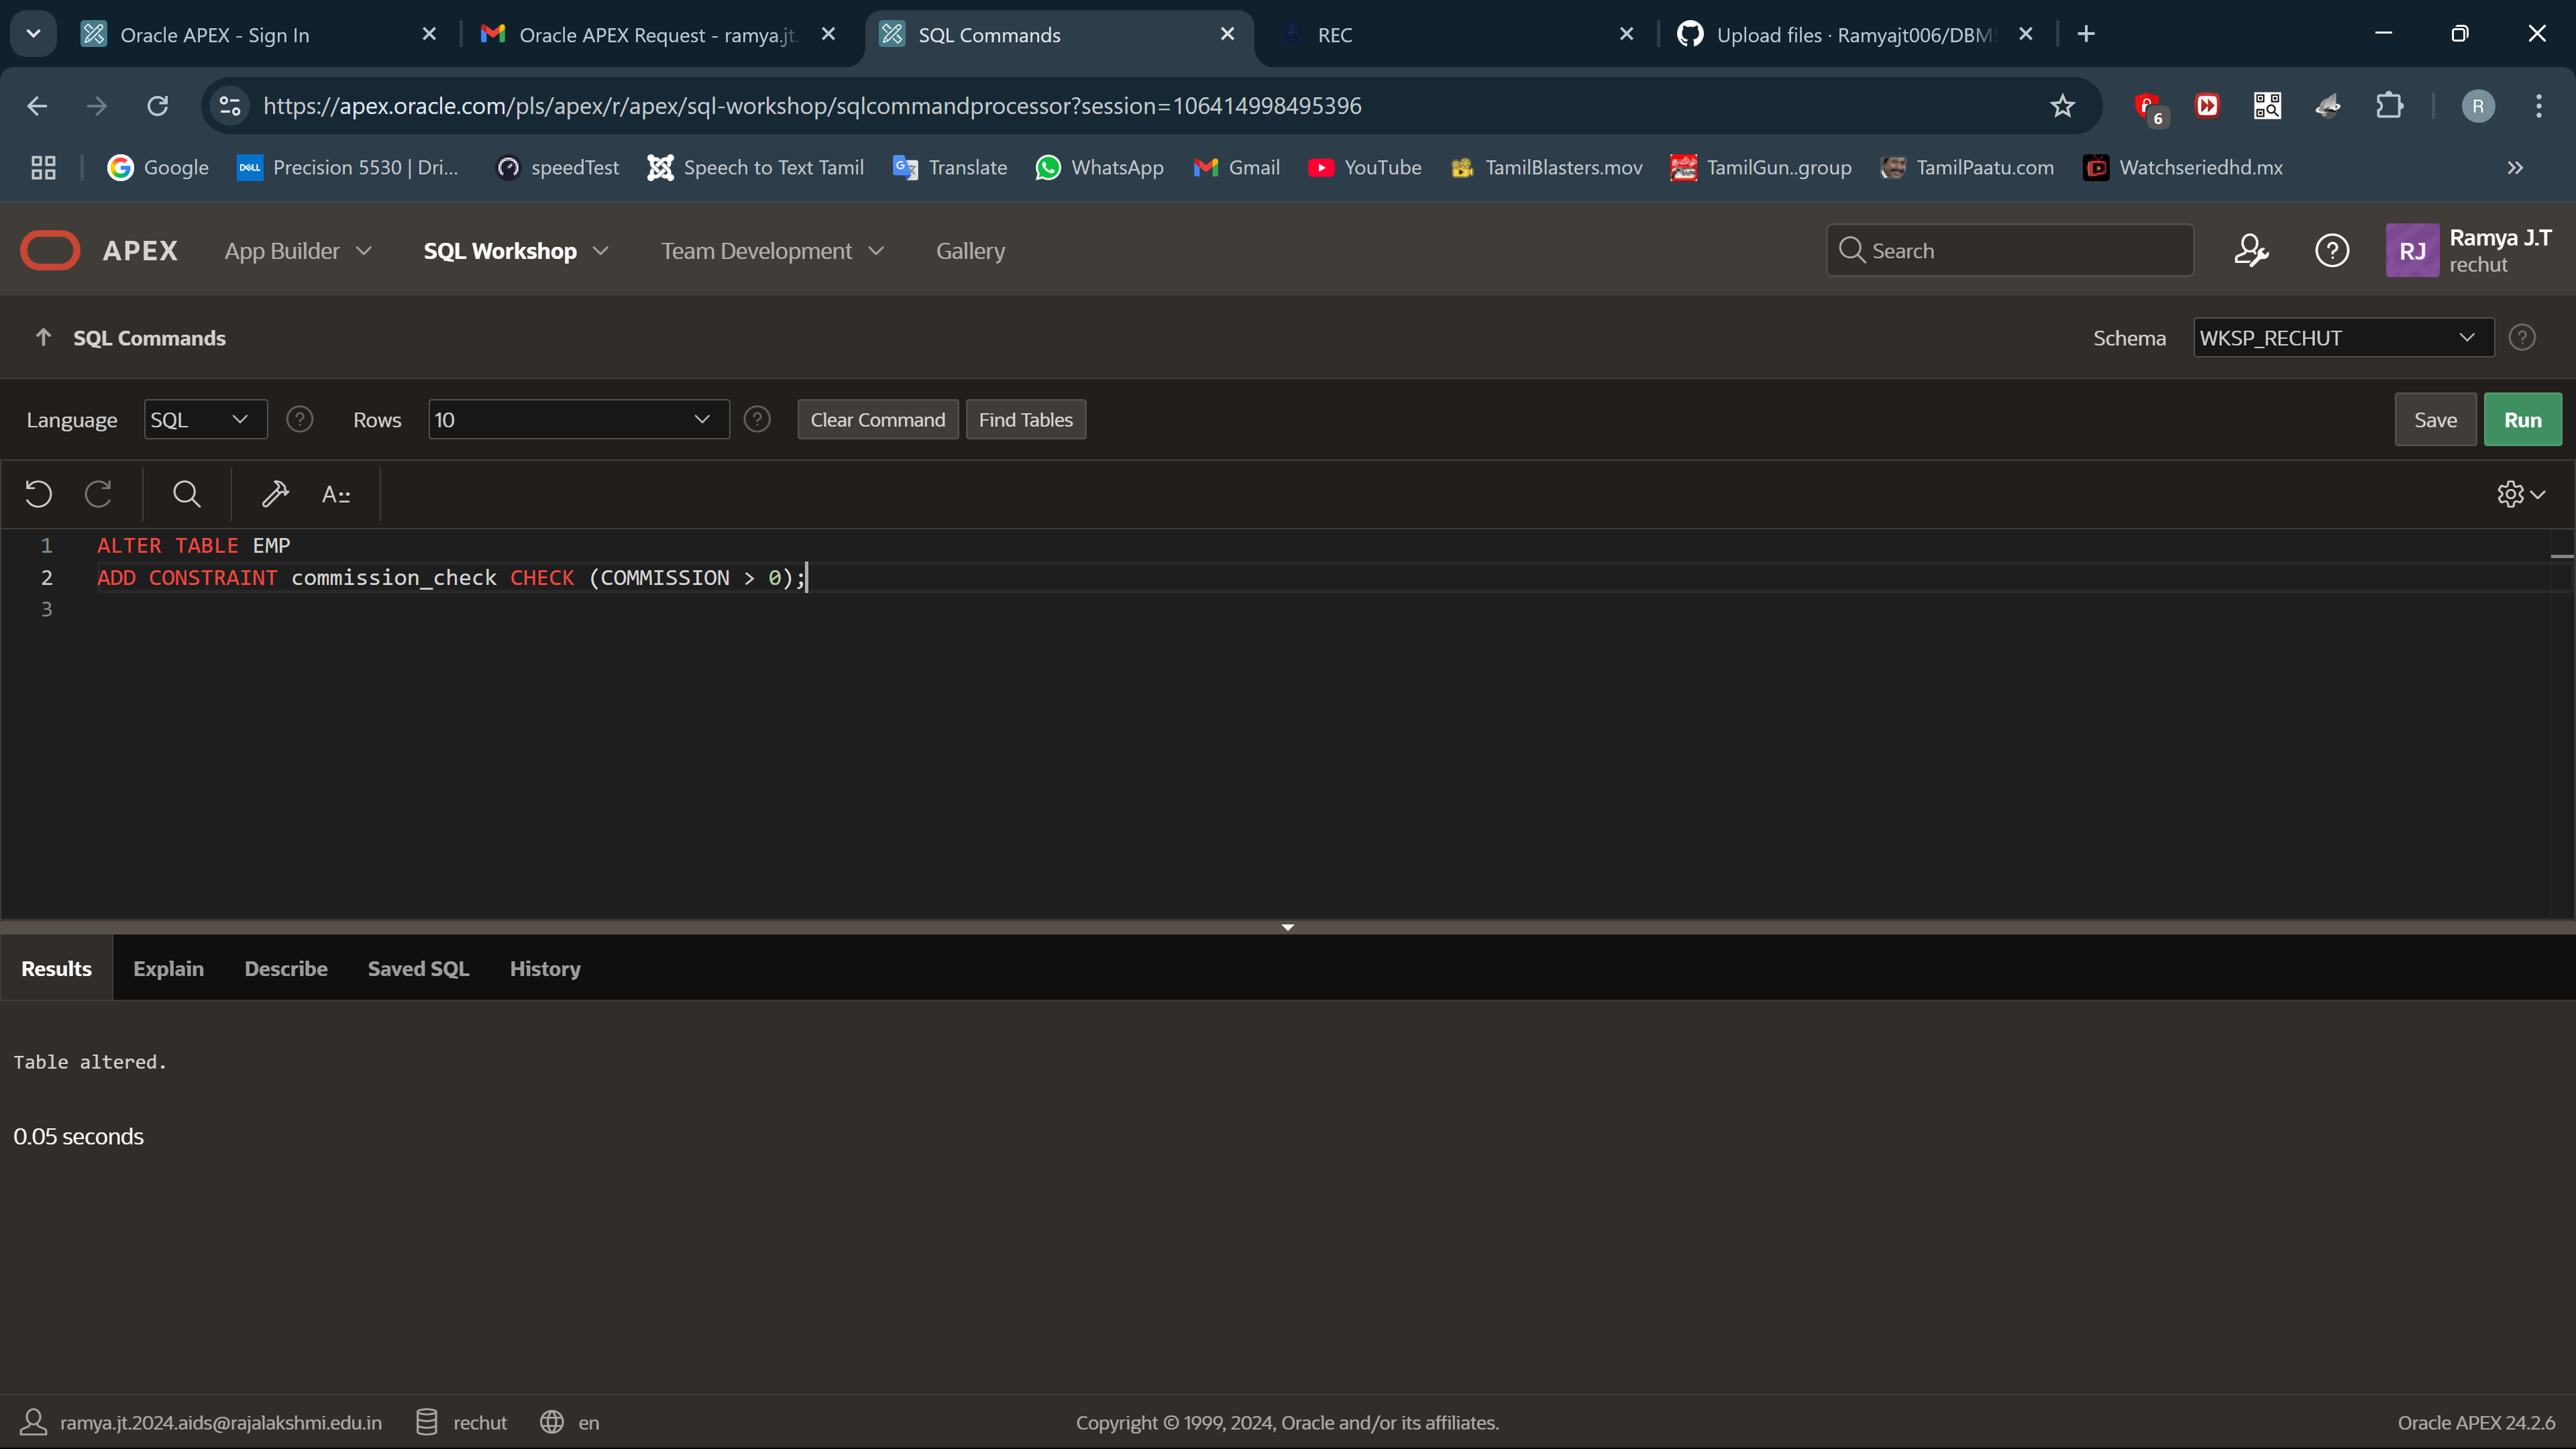 Oracle APEX - Sign In
Oracle APEX Request - ramya.jt.
SQL Commands
REC
Upload files · Ramyajt006/DBMS
https://apex.oracle.com/pls/apex/r/apex/sql-workshop/sqlcommandprocessor?session=106414998495396
6
R
Google
DELL
Precision 5530 | Dri...
speedTest
Speech to Text Tamil
Translate
WhatsApp
Gmail
YouTube
TamilBlasters.mov
TamilGun..group
TamilPaatu.com
Watchseriedhd.mx
APEX
App Builder
SQL Workshop
Team Development
Gallery
Search
RJ
Ramya J.T
rechut
SQL Commands
Schema
WKSP_RECHUT
Language
SQL
Rows
10
Clear Command
Find Tables
Save
Run
1 ALTER TABLE EMP
2 ADD CONSTRAINT commission_check CHECK (COMMISSION > 0);
3
Results
Explain
Describe
Saved SQL
History
Table altered.
0.05 seconds
ramya.jt.2024.aids@rajalakshmi.edu.in
rechut
en
Copyright © 1999, 2024, Oracle and/or its affiliates.
Oracle APEX 24.2.6